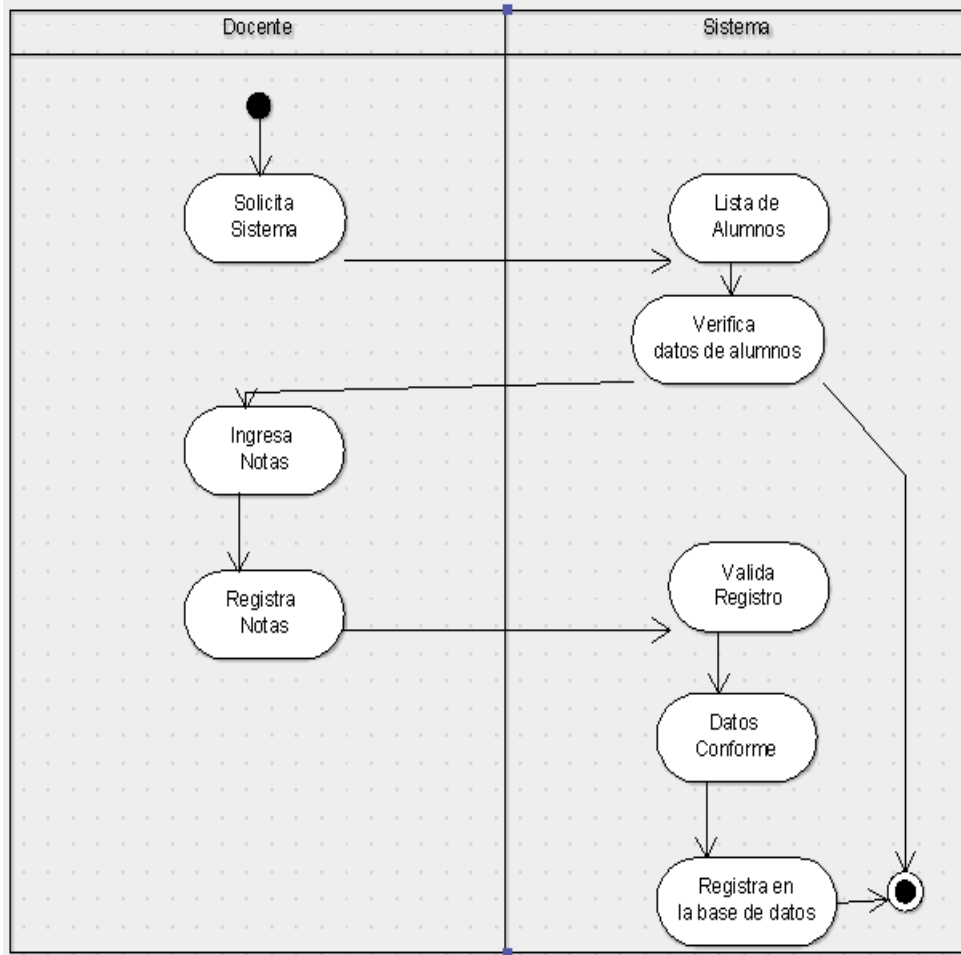 Docente
Sistema
Solicita
Sistema
Lista de
Alumnos
Verifica
datos de alumnos
Ingresa
Notas
Registra
Notas
Valida
Registro
Datos
Conforme
Registra en
la base de datos